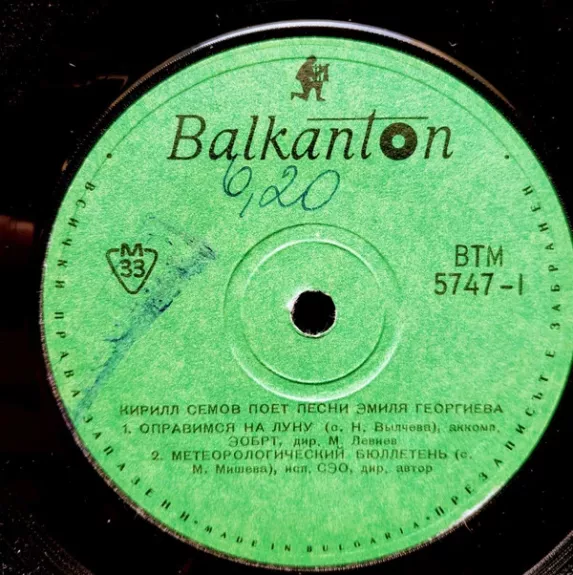 Balkanton
6,20
M
33
ВТМ
5747-I
КИРИЛЛ СЕМОВ ПОЕТ ПЕСНИ ЭМИЛЯ ГЕОРГИЕВА
1. ОПРАВИМСЯ НА ЛУНУ (с. Н. Вылчева), аккомп.
ЭОБРТ, дир. М. Левиев
2. МЕТЕОРОЛОГИЧЕСКИЙ БЮЛЛЕТЕНЬ (с.
М. Мишева), исп. СЭО, дир. автор
• ВСИЧКИ ПРАВА ЗАПАЗЕНИ • MADE IN BULGARIA • ПРЕЗАПИСЪТ Е ЗАБРАНЕН •